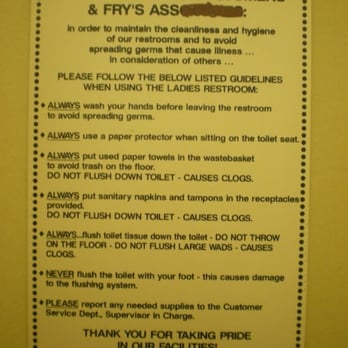 & FRY'S ASS
in order to maintain the cleanliness and hygiene
of our restrooms and to avoid
spreading germs that cause illness ...
in consideration of others ...
PLEASE FOLLOW THE BELOW LISTED GUIDELINES
WHEN USING THE LADIES RESTROOM:
♦ ALWAYS wash your hands before leaving the restroom
to avoid spreading germs.
♦ ALWAYS use a paper protector when sitting on the toilet seat.
♦ ALWAYS put used paper towels in the wastebasket
to avoid trash on the floor.
DO NOT FLUSH DOWN TOILET - CAUSES CLOGS.
♦ ALWAYS put sanitary napkins and tampons in the receptacles
provided.
DO NOT FLUSH DOWN TOILET - CAUSES CLOGS.
♦ ALWAYS...flush toilet tissue down the toilet - DO NOT THROW
ON THE FLOOR - DO NOT FLUSH LARGE WADS - CAUSES
CLOGS.
♦ NEVER flush the toilet with your foot - this causes damage
to the flushing system.
♦ PLEASE report any needed supplies to the Customer
Service Dept., Supervisor In Charge.
THANK YOU FOR TAKING PRIDE
IN OUR FACILITIES!